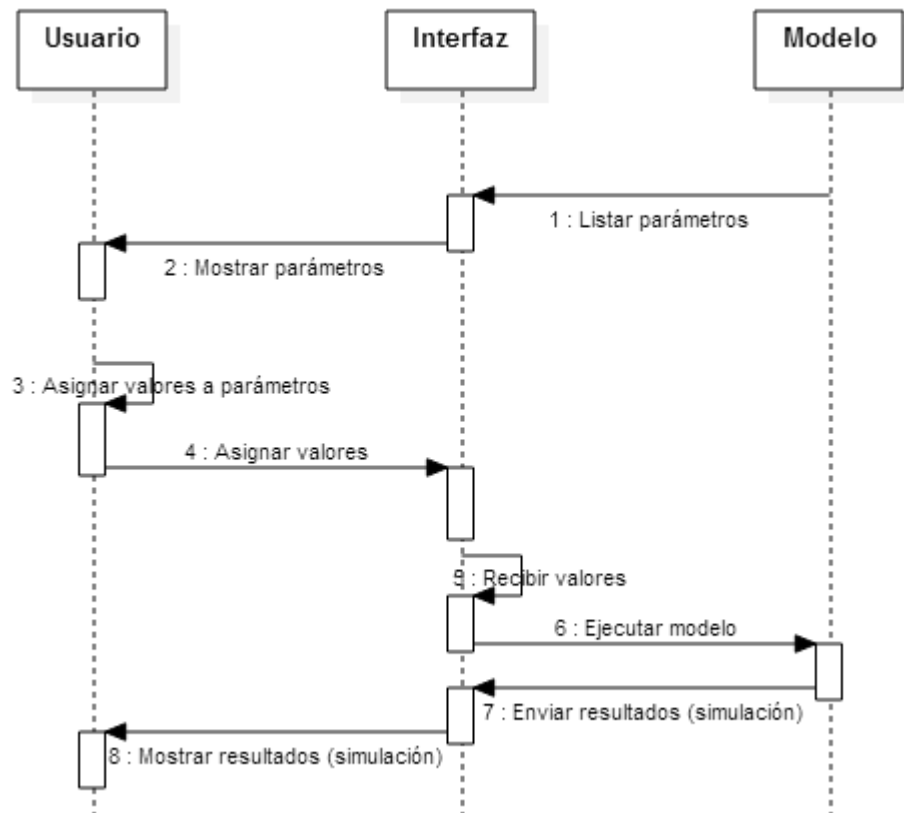 Usuario
Interfaz
Modelo
1 : Listar parámetros
2 : Mostrar parámetros
3 : Asignar valores a parámetros
4 : Asignar valores
5 : Recibir valores
6 : Ejecutar modelo
7 : Enviar resultados (simulación)
8 : Mostrar resultados (simulación)